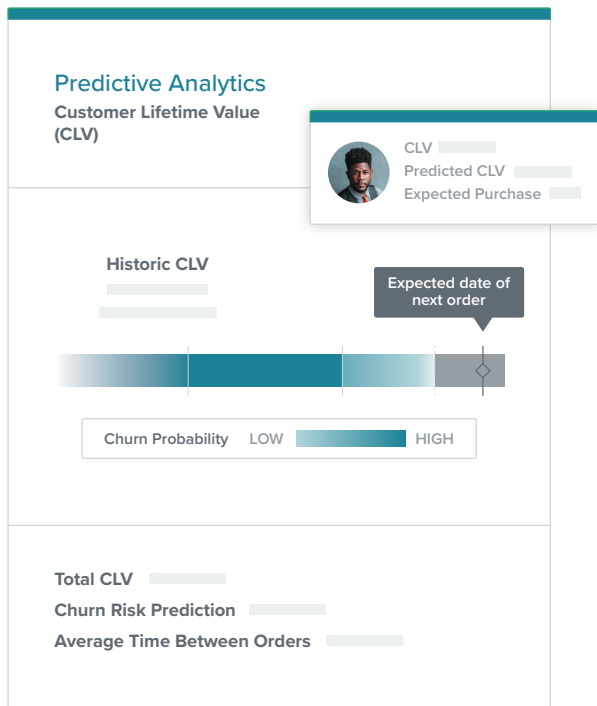 Predictive Analytics
Customer Lifetime Value
(CLV)
CLV
Predicted CLV
Expected Purchase
Historic CLV
Expected date of
next order
Churn Probability LOW HIGH
Total CLV
Churn Risk Prediction
Average Time Between Orders